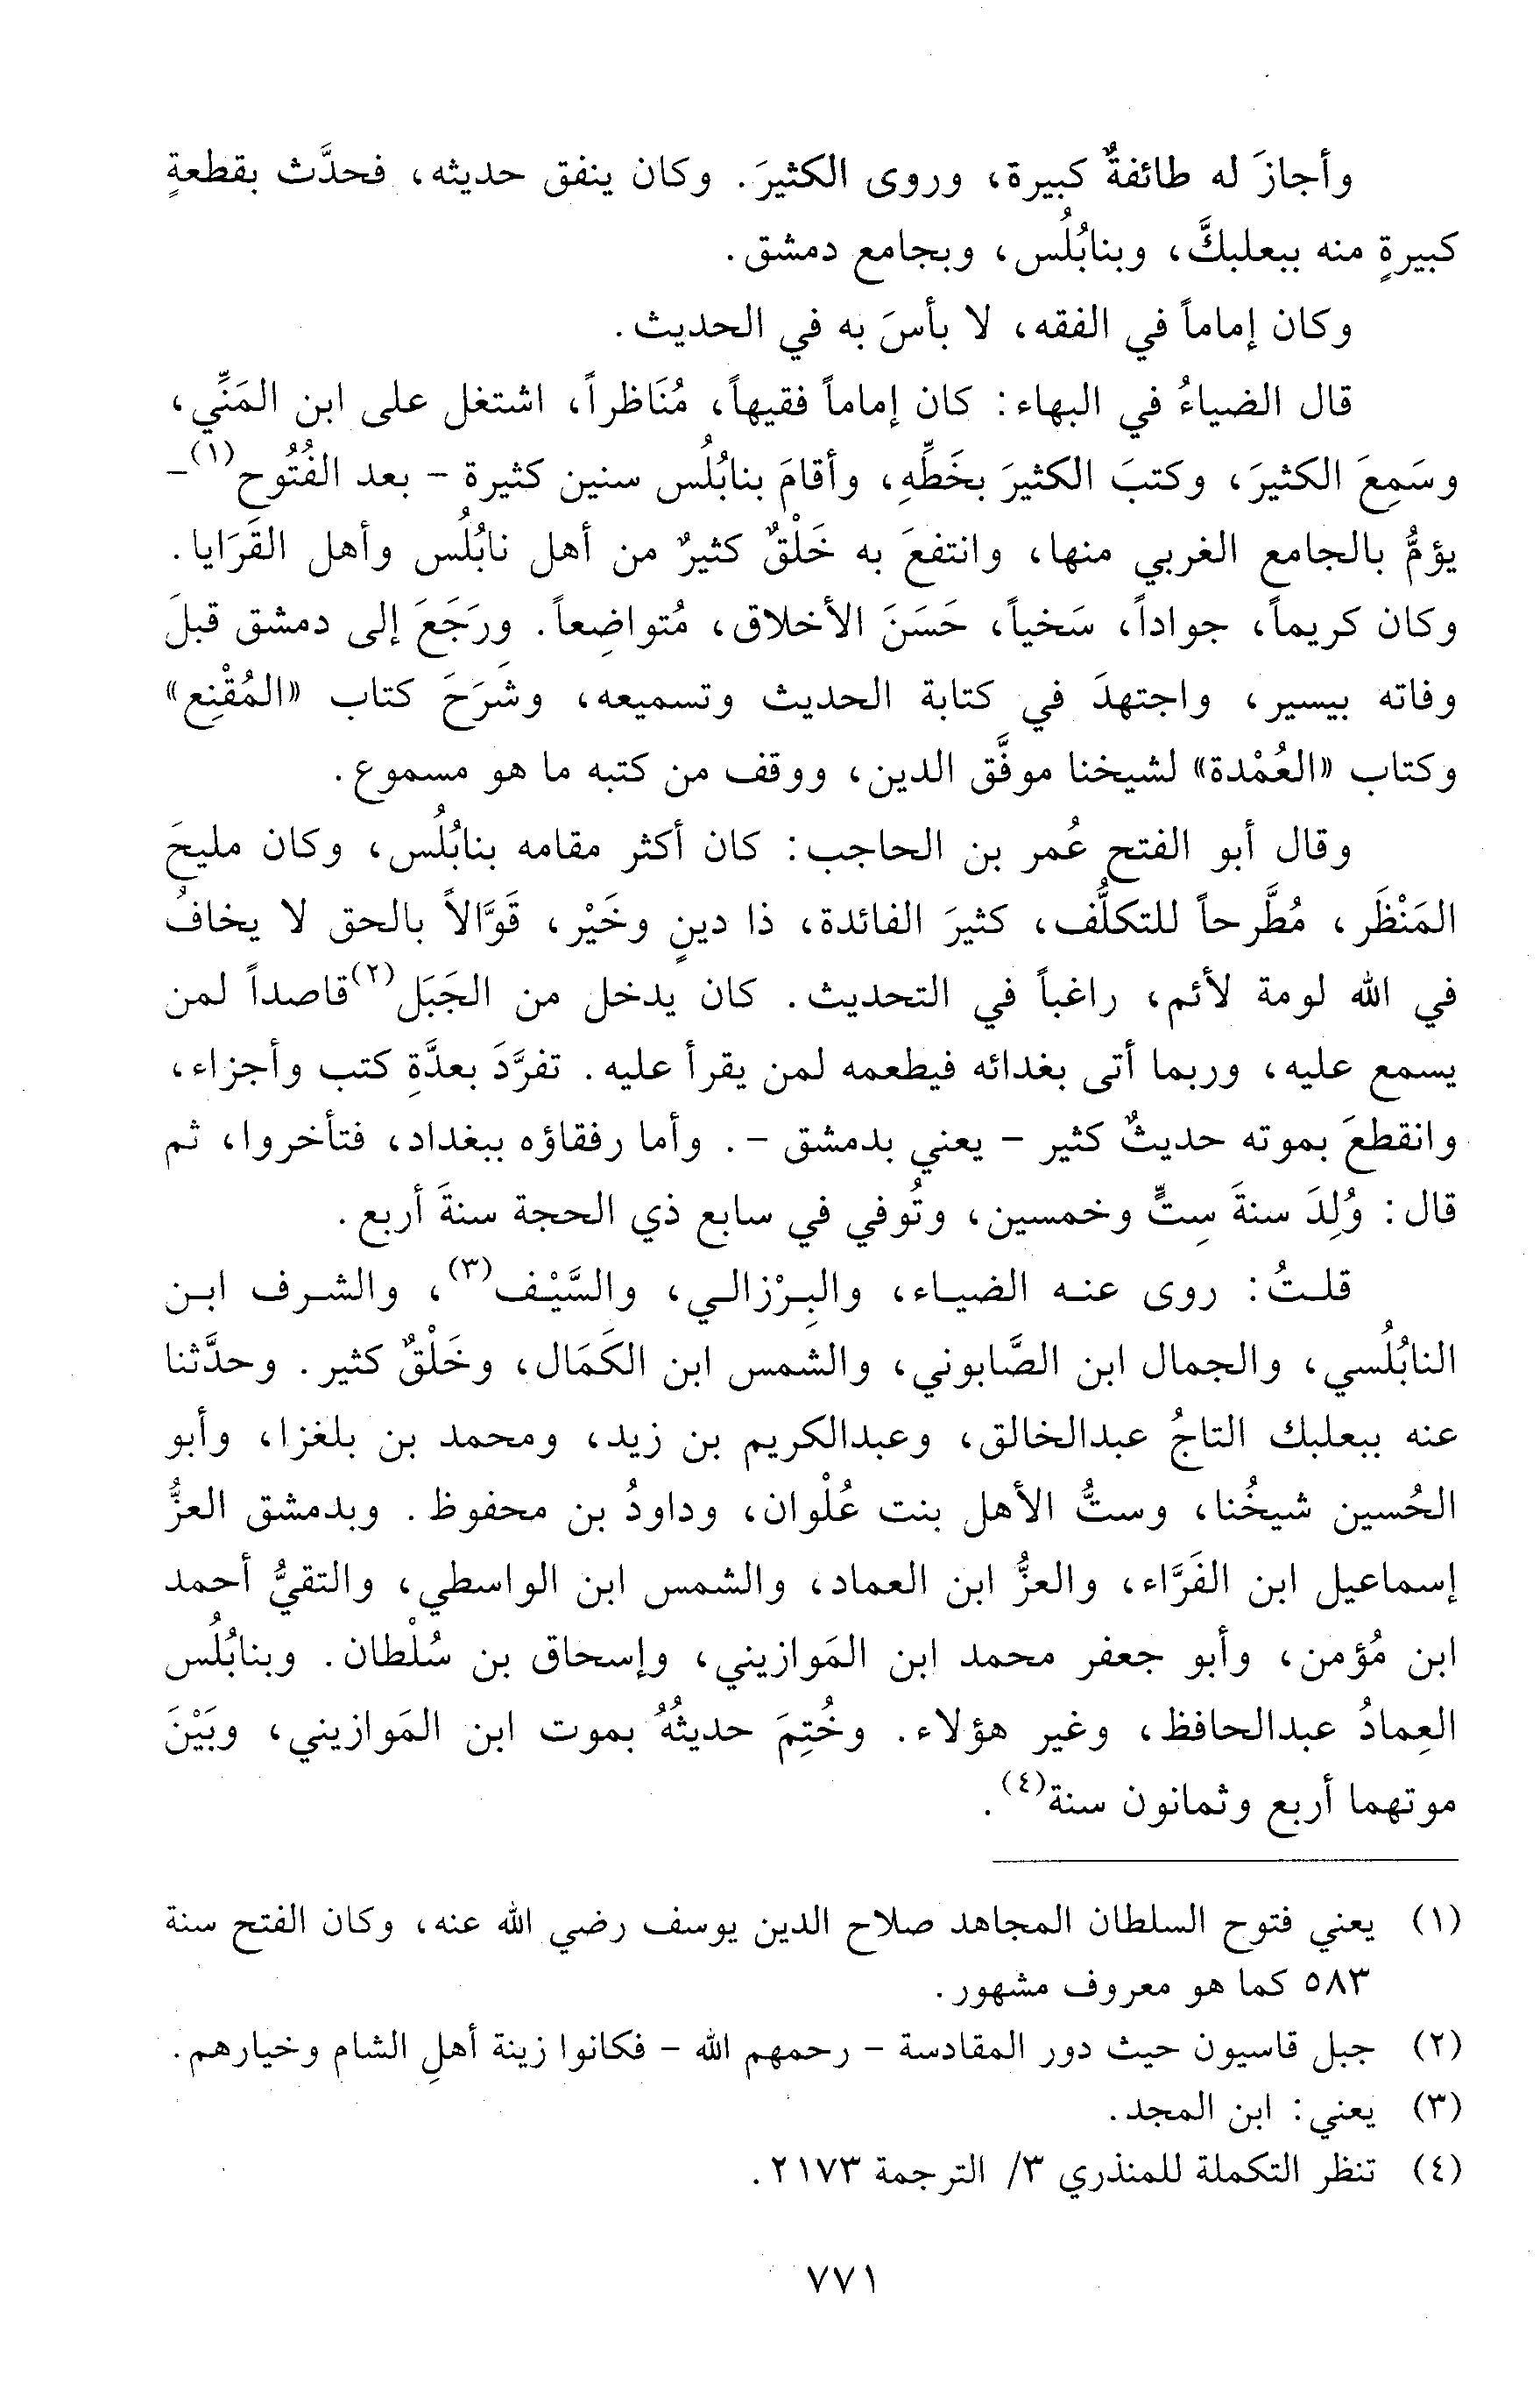 وأجازَ له طائفةٌ كبيرة، وروى الكثيرَ. وكان ينفق حديثه، فحدَّث بقطعةٍ
كبيرةٍ منه ببعلبكَّ، وبنابُلُس، وبجامع دمشق.
وكان إماماً في الفقه، لا بأسَ به في الحديث.
قال الضياءُ في البهاء: كان إماماً فقيهاً، مُنَاظراً، اشتغل على ابن المَنِّي،
وسَمِعَ الكثيرَ، وكتبَ الكثيرَ بخَطِّهِ، وأقامَ بنابُلُس سنين كثيرة - بعد الفُتُوح(١)-
يؤمُّ بالجامع الغربي منها، وانتفعَ به خَلْقٌ كثيرٌ من أهل نابُلُس وأهل القَرَايا.
وكان كريماً، جواداً، سَخياً، حَسَنَ الأخلاق، مُتواضِعاً. ورَجَعَ إلى دمشق قبلَ
وفاته بيسير، واجتهدَ في كتابة الحديث وتسميعه، وشَرَحَ كتاب «المُقْنِع»
وكتاب «العُمْدة» لشيخنا موفَّق الدين، ووقف من كتبه ما هو مسموع.
وقال أبو الفتح عُمر بن الحاجب: كان أكثر مقامه بنابُلُس، وكان مليحَ
المَنْظَر، مُطَّرحاً للتكلُّف، كثيرَ الفائدة، ذا دينٍ وخَيْر، قَوَّالاً بالحق لا يخافُ
في الله لومة لأئم، راغباً في التحديث. كان يدخل من الجَبَل(٢)قاصداً لمن
يسمع عليه، وربما أتى بغدائه فيطعمه لمن يقرأ عليه. تفرَّدَ بعدَّةِ كتب وأجزاء،
وانقطعَ بموته حديثٌ كثير - يعني بدمشق -. وأما رفقاؤه ببغداد، فتأخروا، ثم
قال: وُلِدَ سنةَ سِتٍّ وخمسين، وتُوفي في سابع ذي الحجة سنةَ أربع.
قلـتُ: روى عنـه الضيـاء، والبِـرْزالـي، والسَّيْـف(٣)، والشـرف ابـن
النابُلُسي، والجمال ابن الصَّابوني، والشمس ابن الكَمَال، وخَلْقٌ كثير. وحدَّثنا
عنه ببعلبك التاجُ عبدالخالق، وعبدالكريم بن زيد، ومحمد بن بلغزا، وأبو
الحُسين شيخُنا، وستُّ الأهل بنت عُلْوان، وداودُ بن محفوظ. وبدمشق العزُّ
إسماعيل ابن الفَرَّاء، والعزُّ ابن العماد، والشمس ابن الواسطي، والتقيُّ أحمد
ابن مُؤمن، وأبو جعفر محمد ابن المَوازيني، وإسحاق بن سُلْطان. وبنابُلُس
العِمادُ عبدالحافظ، وغير هؤلاء. وخُتِمَ حديثُهُ بموت ابن المَوازيني، وبَيْنَ
موتهما أربع وثمانون سنة(٤).
(١) يعني فتوح السلطان المجاهد صلاح الدين يوسف رضي الله عنه، وكان الفتح سنة
٥٨٣ كما هو معروف مشهور.
(٢) جبل قاسيون حيث دور المقادسة - رحمهم الله - فكانوا زينة أهلِ الشام وخيارهم.
(٣) يعني: ابن المجد.
(٤) تنظر التكملة للمنذري ٣/ الترجمة ٢١٧٣.
٧٧١